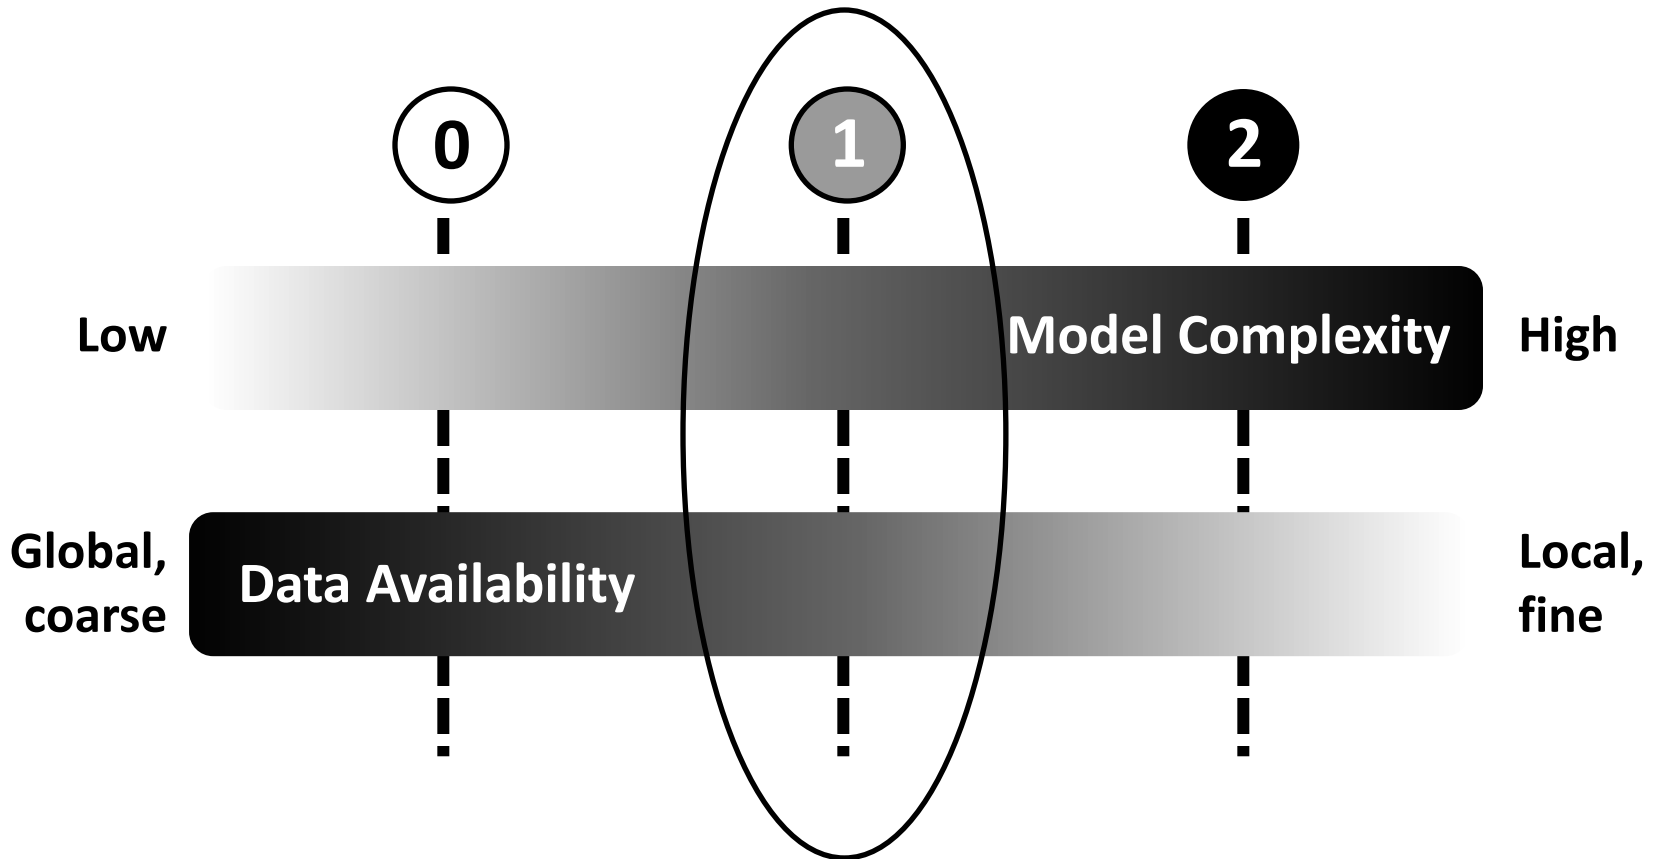 0
1
2
Low
Model Complexity
High
Global,
coarse
Data Availability
Local,
fine